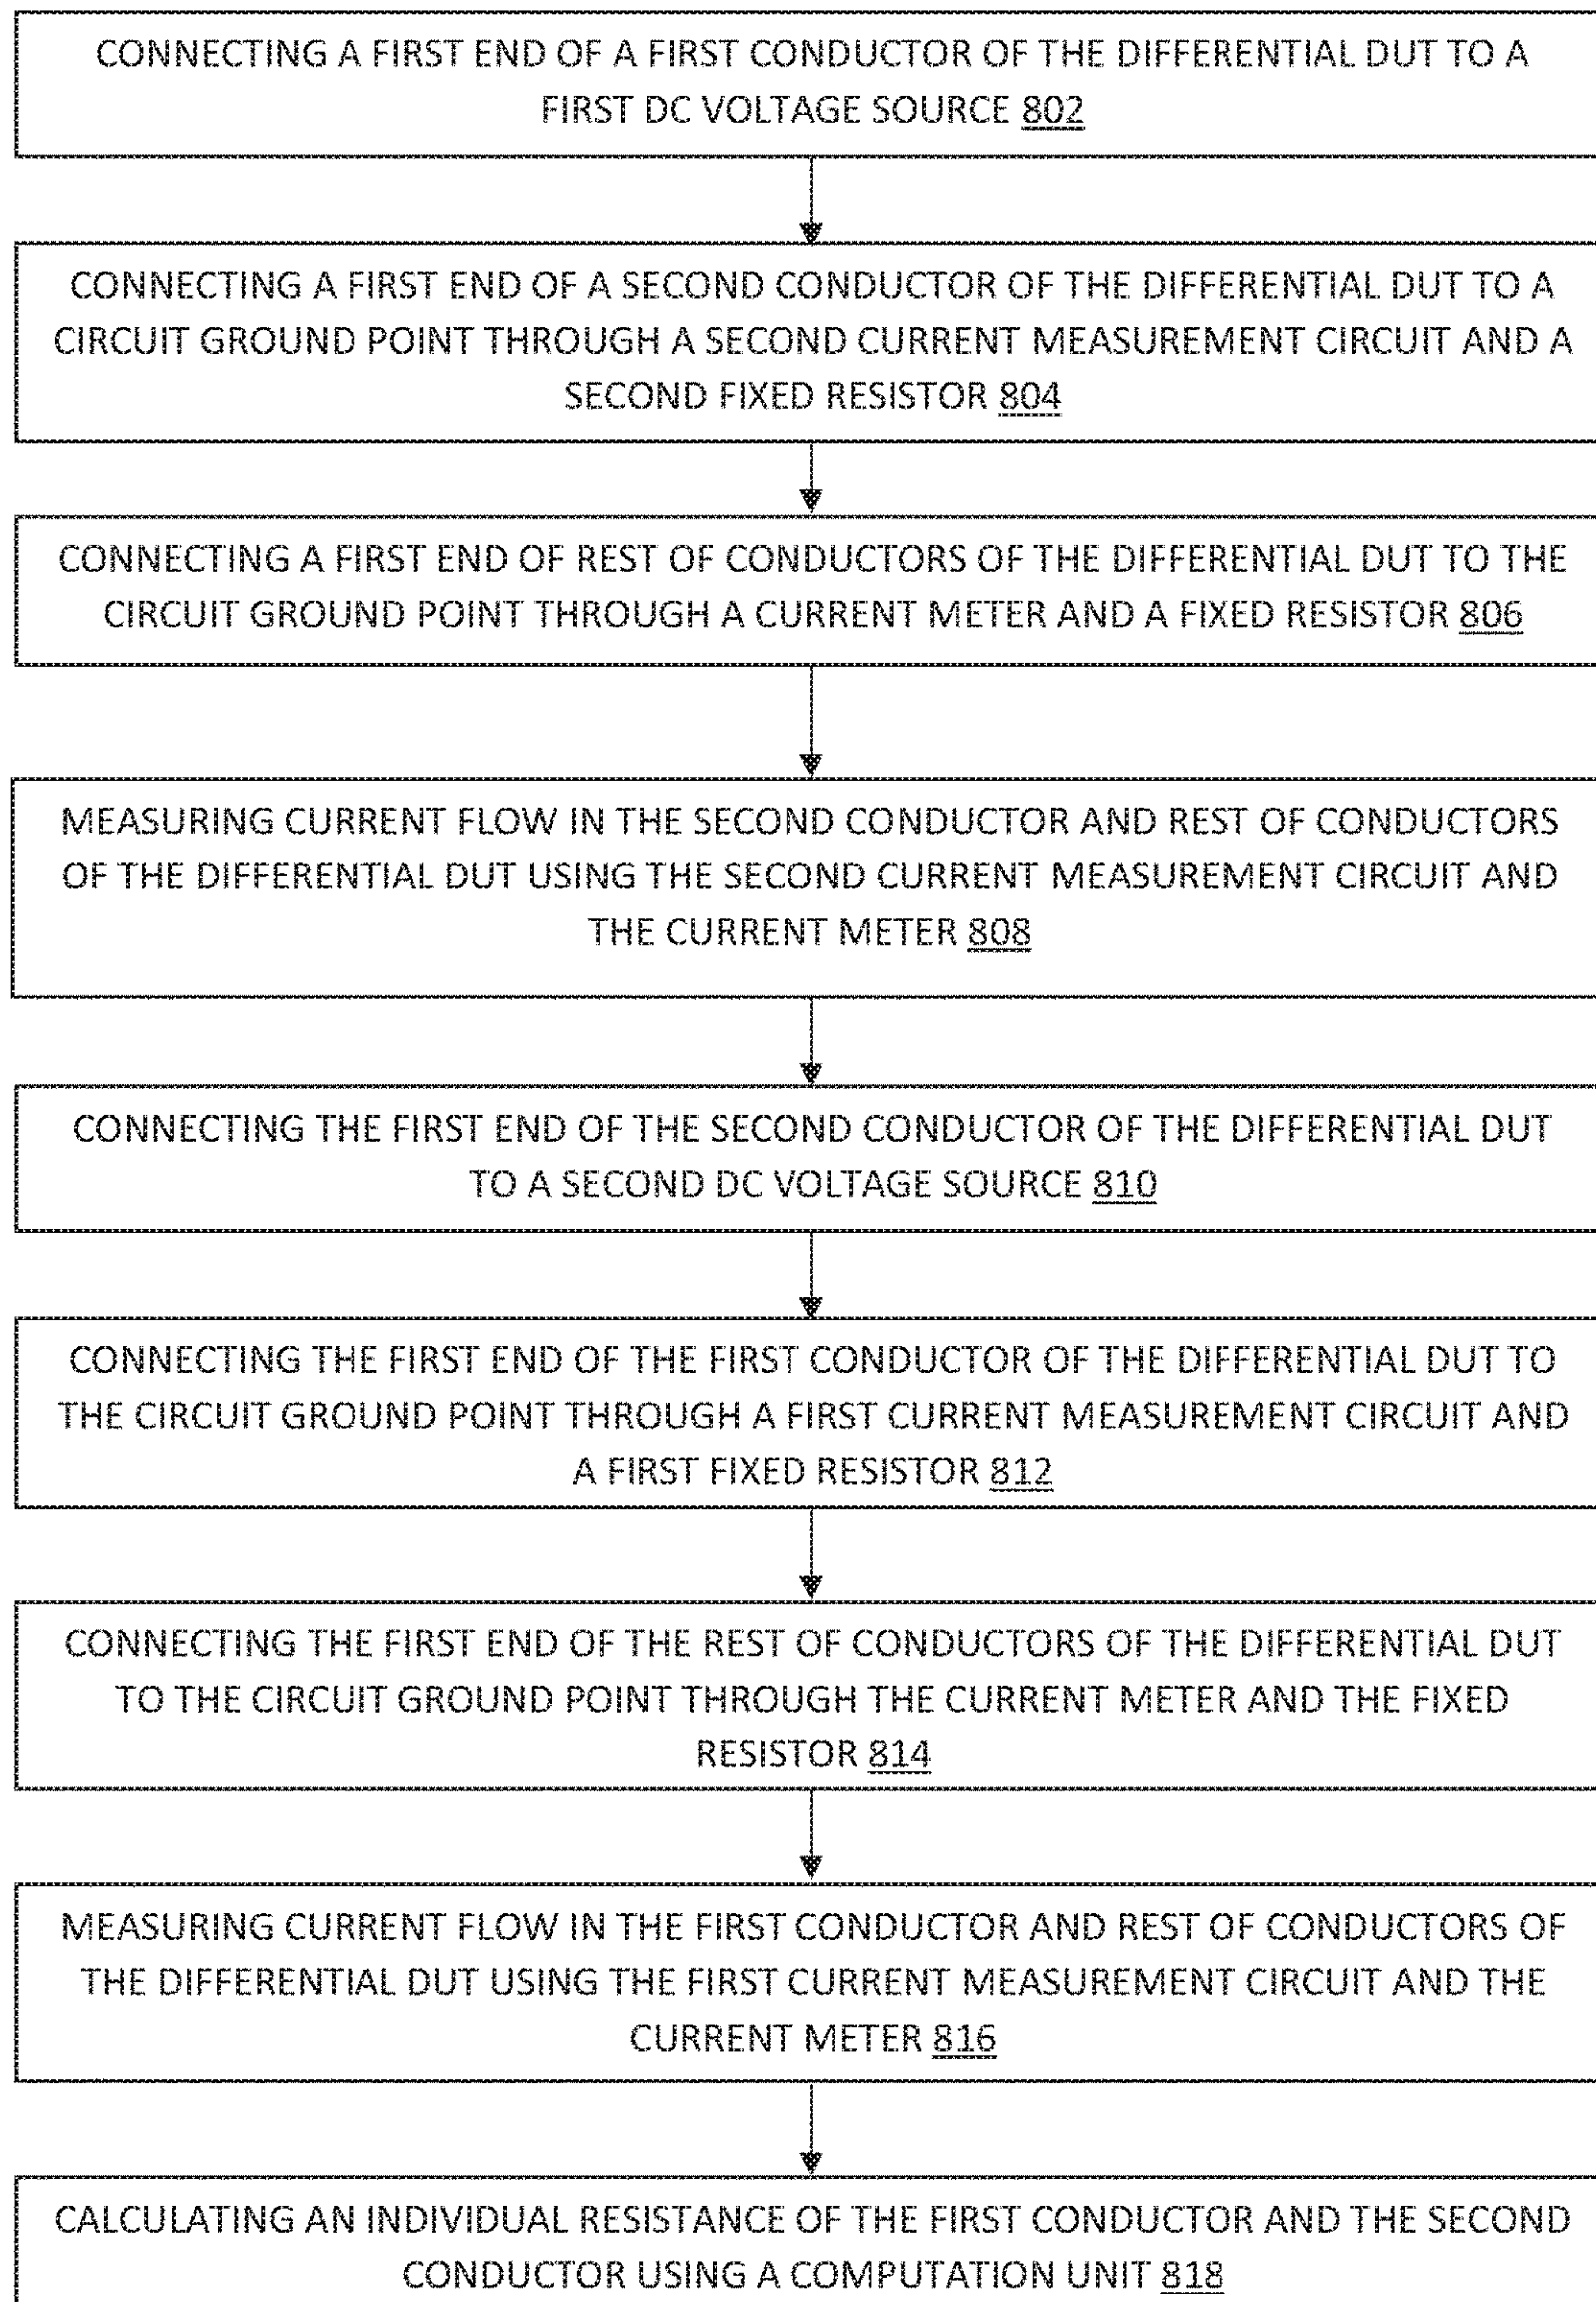 CONNECTING A FIRST END OF A FIRST CONDUCTOR OF THE DIFFERENTIAL DUT TO A
FIRST DC VOLTAGE SOURCE 802
CONNECTING A FIRST END OF A SECOND CONDUCTOR OF THE DIFFERENTIAL DUT TO A
CIRCUIT GROUND POINT THROUGH A SECOND CURRENT MEASUREMENT CIRCUIT AND A
SECOND FIXED RESISTOR 804
CONNECTING A FIRST END OF REST OF CONDUCTORS OF THE DIFFERENTIAL DUT TO THE
CIRCUIT GROUND POINT THROUGH A CURRENT METER AND A FIXED RESISTOR 806
MEASURING CURRENT FLOW IN THE SECOND CONDUCTOR AND REST OF CONDUCTORS
OF THE DIFFERENTIAL DUT USING THE SECOND CURRENT MEASUREMENT CIRCUIT AND
THE CURRENT METER 808
CONNECTING THE FIRST END OF THE SECOND CONDUCTOR OF THE DIFFERENTIAL DUT
TO A SECOND DC VOLTAGE SOURCE 810
CONNECTING THE FIRST END OF THE FIRST CONDUCTOR OF THE DIFFERENTIAL DUT TO
THE CIRCUIT GROUND POINT THROUGH A FIRST CURRENT MEASUREMENT CIRCUIT AND
A FIRST FIXED RESISTOR 812
CONNECTING THE FIRST END OF THE REST OF CONDUCTORS OF THE DIFFERENTIAL DUT
TO THE CIRCUIT GROUND POINT THROUGH THE CURRENT METER AND THE FIXED
RESISTOR 814
MEASURING CURRENT FLOW IN THE FIRST CONDUCTOR AND REST OF CONDUCTORS OF
THE DIFFERENTIAL DUT USING THE FIRST CURRENT MEASUREMENT CIRCUIT AND THE
CURRENT METER 816
CALCULATING AN INDIVIDUAL RESISTANCE OF THE FIRST CONDUCTOR AND THE SECOND
CONDUCTOR USING A COMPUTATION UNIT 818